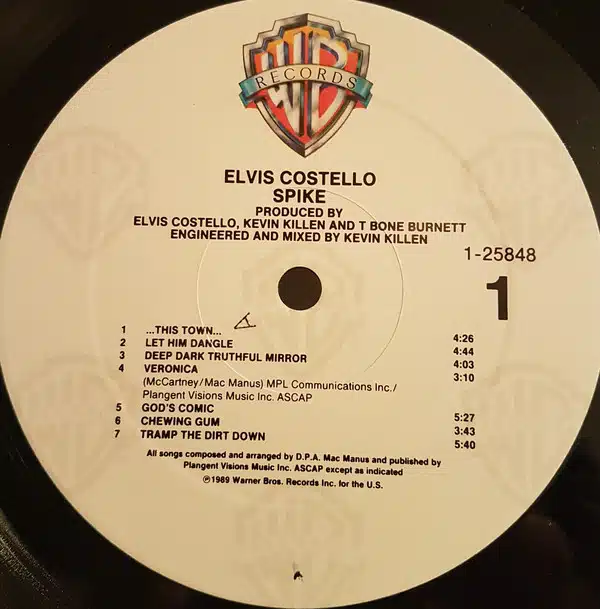 WB
RECORDS
ELVIS COSTELLO
SPIKE
PRODUCED BY
ELVIS COSTELLO, KEVIN KILLEN AND T BONE BURNETT
ENGINEERED AND MIXED BY KEVIN KILLEN
1-25848
1
1 ...THIS TOWN... 4:26
2 LET HIM DANGLE 4:44
3 DEEP DARK TRUTHFUL MIRROR 4:03
4 VERONICA 3:10
(McCartney/Mac Manus) MPL Communications Inc./
Plangent Visions Music Inc. ASCAP
5 GOD'S COMIC 5:27
6 CHEWING GUM 3:43
7 TRAMP THE DIRT DOWN 5:40
All songs composed and arranged by D.P.A. Mac Manus and published by
Plangent Visions Music Inc. ASCAP except as indicated
℗1989 Warner Bros. Records Inc. for the U.S.